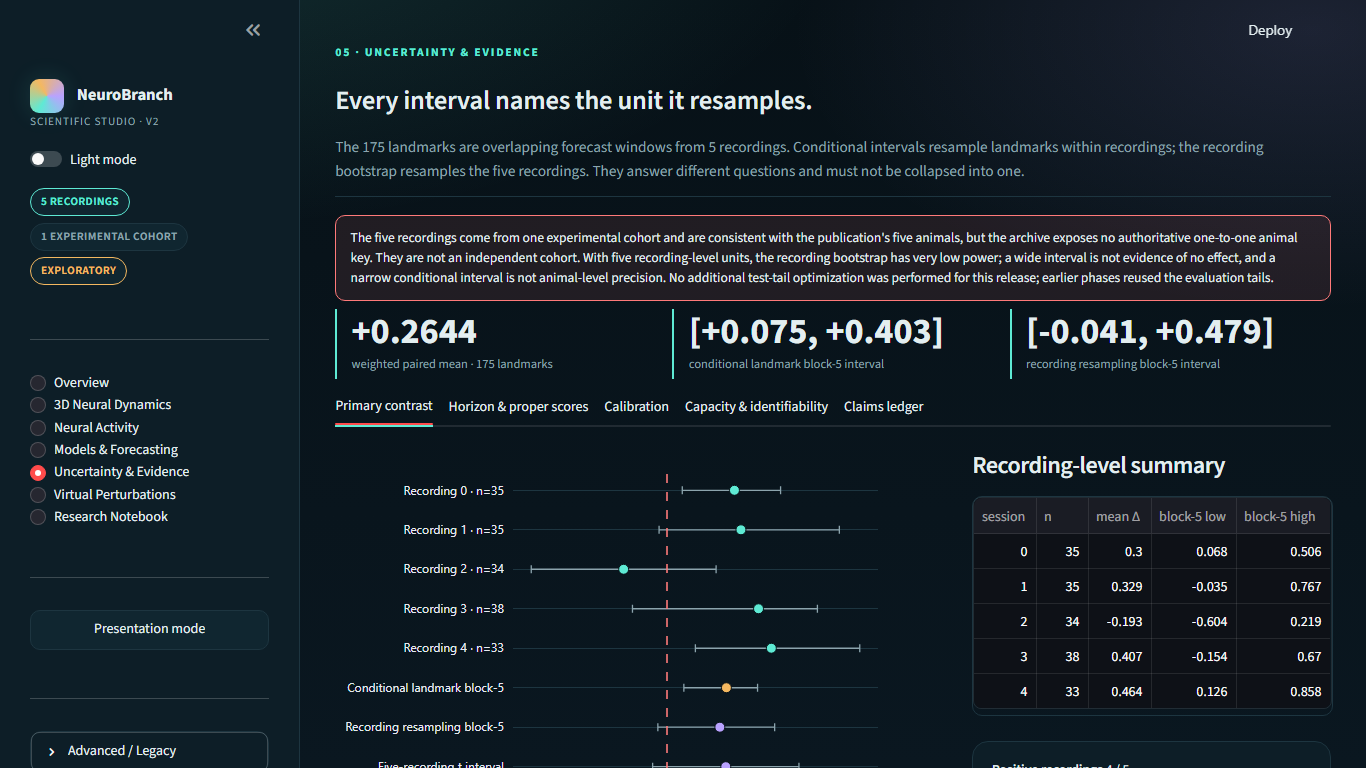 Deploy
NeuroBranch
SCIENTIFIC STUDIO · V2
Light mode
5 RECORDINGS
1 EXPERIMENTAL COHORT
EXPLORATORY
Overview
3D Neural Dynamics
Neural Activity
Models & Forecasting
Uncertainty & Evidence
Virtual Perturbations
Research Notebook
Presentation mode
Advanced / Legacy
05 · UNCERTAINTY & EVIDENCE
Every interval names the unit it resamples.
The 175 landmarks are overlapping forecast windows from 5 recordings. Conditional intervals resample landmarks within recordings; the recording
bootstrap resamples the five recordings. They answer different questions and must not be collapsed into one.
The five recordings come from one experimental cohort and are consistent with the publication's five animals, but the archive exposes no authoritative one-to-one animal
key. They are not an independent cohort. With five recording-level units, the recording bootstrap has very low power; a wide interval is not evidence of no effect, and a
narrow conditional interval is not animal-level precision. No additional test-tail optimization was performed for this release; earlier phases reused the evaluation tails.
+0.2644
weighted paired mean · 175 landmarks
[+0.075, +0.403]
conditional landmark block-5 interval
[-0.041, +0.479]
recording resampling block-5 interval
Primary contrast Horizon & proper scores Calibration Capacity & identifiability Claims ledger
Recording 0 · n=35
Recording 1 · n=35
Recording 2 · n=34
Recording 3 · n=38
Recording 4 · n=33
Conditional landmark block-5
Recording resampling block-5
Five-recording t interval
Recording-level summary
session n mean Δ block-5 low block-5 high
0 35 0.3 0.068 0.506
1 35 0.329 -0.035 0.767
2 34 -0.193 -0.604 0.219
3 38 0.407 -0.154 0.67
4 33 0.464 0.126 0.858
Positive recordings 4 / 5